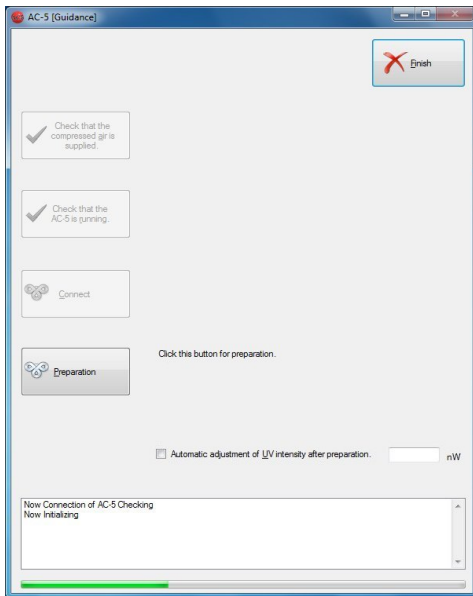 AC-5 [Guidance]
Finish
Check that the
compressed air is
supplied.
Check that the
AC-5 is running.
Connect
Preparation
Click this button for preparation.
Automatic adjustment of UV intensity after preparation.
nW
Now Connection of AC-5 Checking
Now Initializing